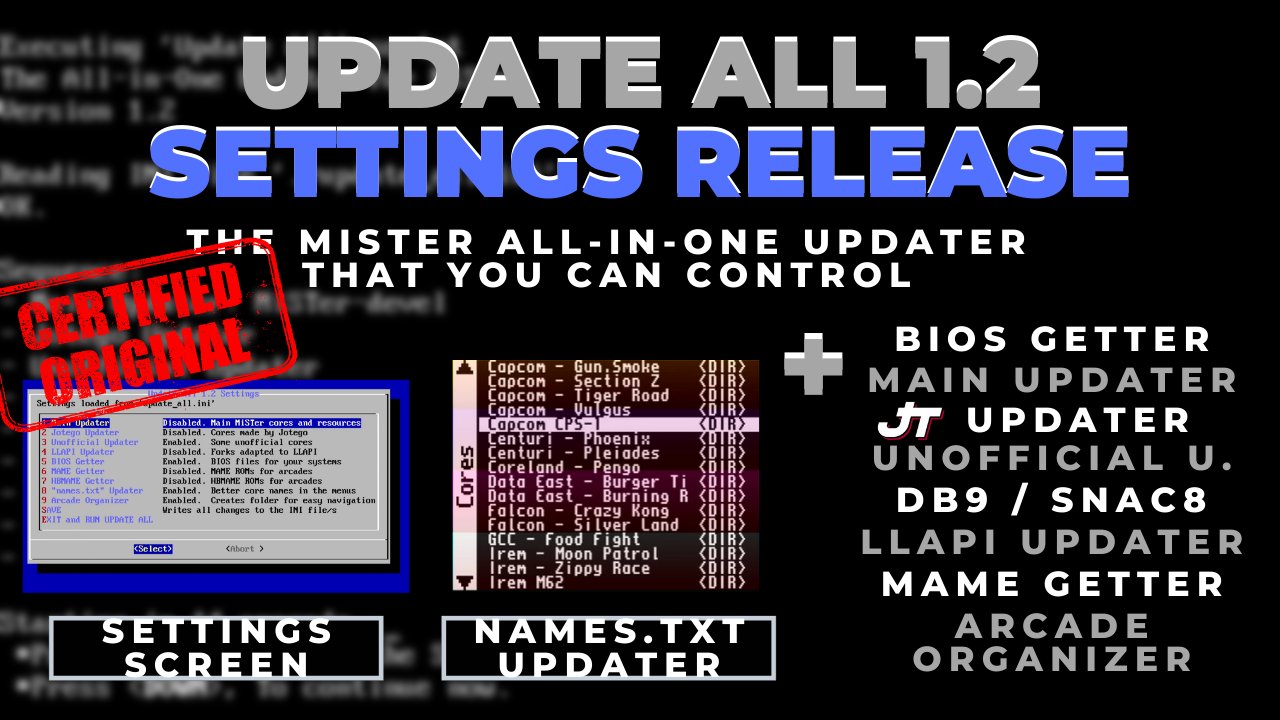 UPDATE ALL 1.2
SETTINGS RELEASE
THE MISTER ALL-IN-ONE UPDATER
THAT YOU CAN CONTROL
CERTIFIED
ORIGINAL
1.2 Settings
Settings loaded from 'update_all.ini'
1 Main Updater Disabled. Main MiSTer cores and resources
2 Jotego Updater Disabled. Cores made by Jotego
3 Unofficial Updater Enabled. Some unofficial cores
4 LLAPI Updater Disabled. Forks adapted to LLAPI
5 BIOS Getter Enabled. BIOS files for your systems
6 MAME Getter Disabled. MAME ROMs for arcades
7 HBMAME Getter Disabled. HBMAME ROMs for arcades
8 "names.txt" Updater Enabled. Better core names in the menus
9 Arcade Organizer Enabled. Creates folder for easy navigation
SAVE Writes all changes to the INI file/s
EXIT and RUN UPDATE ALL
<Select> <Abort >
SETTINGS
SCREEN
Cores
Capcom - Gun.Smoke <DIR>
Capcom - Section Z <DIR>
Capcom - Tiger Road <DIR>
Capcom - Vulgus <DIR>
Capcom CPS-1 <DIR>
Centuri - Phoenix <DIR>
Centuri - Pleiades <DIR>
Coreland - Pengo <DIR>
Data East - Burger Ti <DIR>
Data East - Burning R <DIR>
Falcon - Crazy Kong <DIR>
Falcon - Silver Land <DIR>
GCC - Food Fight <DIR>
Irem - Moon Patrol <DIR>
Irem - Zippy Race <DIR>
Irem M62 <DIR>
NAMES.TXT
UPDATER
+
BIOS GETTER
MAIN UPDATER
JT UPDATER
UNOFFICIAL U.
DB9 / SNAC8
LLAPI UPDATER
MAME GETTER
ARCADE
ORGANIZER